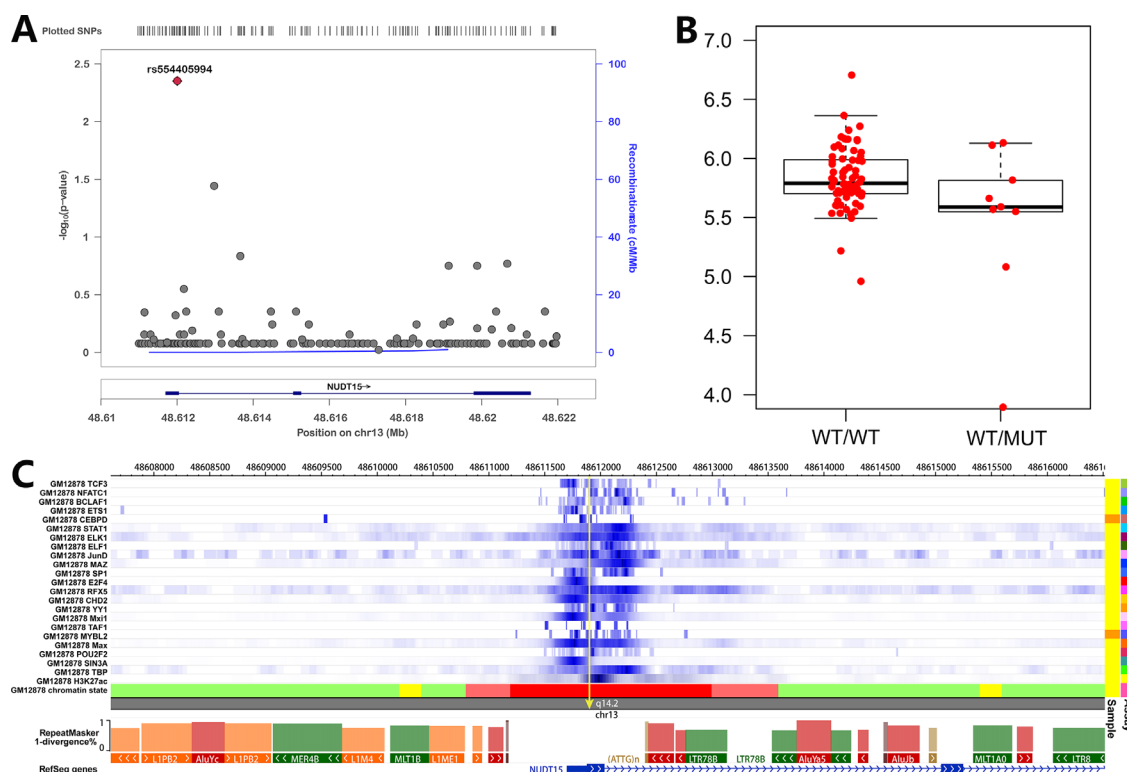 A
Plotted SNPs
rs554405994
2.5
2
1.5
1
0.5
0
-log10(p-value)
100
80
60
40
20
0
Recombinationrate (cM/Mb
NUDT15→
48.61 48.612 48.614 48.616 48.618 48.62 48.622
Position on chr13 (Mb)
B
7.0
6.5
6.0
5.5
5.0
4.5
4.0
WT/WT WT/MUT
C
48608000 48608500 48609000 48609500 48610000 48610500 48611000 48611500 48612000 48612500 48613000 48613500 48614000 48614500 48615000 48615500 48616000 4861
GM12878 TCF3
GM12878 NFATC1
GM12878 BCLAF1
GM12878 ETS1
GM12878 CEBPD
GM12878 STAT1
GM12878 ELK1
GM12878 ELF1
GM12878 JunD
GM12878 MAZ
GM12878 SP1
GM12878 E2F4
GM12878 RFX5
GM12878 CHD2
GM12878 YY1
GM12878 Mxi1
GM12878 TAF1
GM12878 MYBL2
GM12878 Max
GM12878 POU2F2
GM12878 SIN3A
GM12878 TBP
GM12878 H3K27ac
GM12878 chromatin state
q14.2
chr13
Sample
Assay
RepeatMasker
1-divergence%
1
0
L1PB2 AluYc L1PB2 MER4B L1M4 MLT1B L1ME1 (ATTG)n LTR78B LTR78B AluYa5 AluJb MLT1A0 LTR8
RefSeq genes
NUDT15